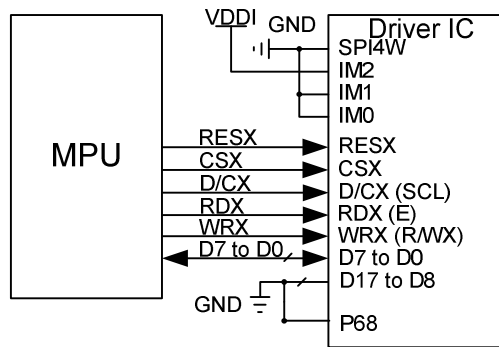 VDDI
GND
Driver IC
SPI4W
IM2
IM1
IM0
MPU
RESX
RESX
CSX
CSX
D/CX
D/CX (SCL)
RDX
RDX (E)
WRX
WRX (R/WX)
D7 to D0
D7 to D0
GND
D17 to D8
P68